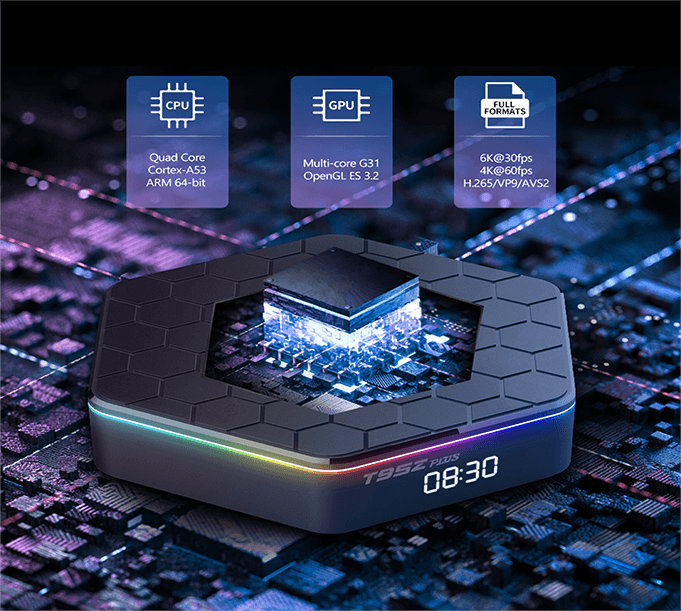 CPU
Quad Core
Cortex-A53
ARM 64-bit
GPU
Multi-core G31
OpenGL ES 3.2
FULL
FORMATS
6K@30fps
4K@60fps
H.265/VP9/AVS2
T95Z PLUS
08:30